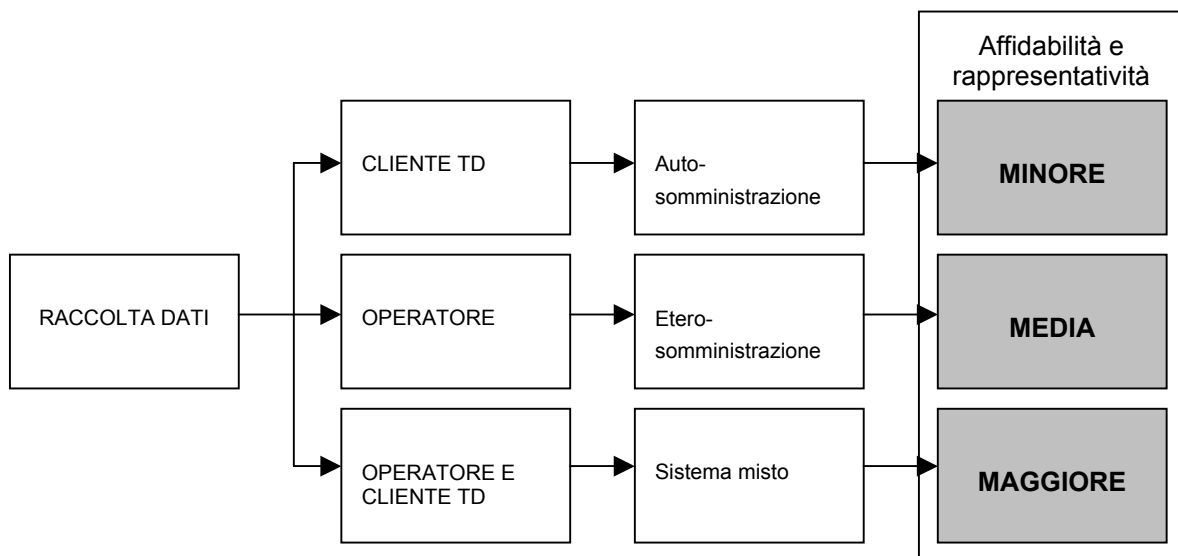 Affidabilità e
rappresentatività
CLIENTE TD
Auto-
somministrazione
MINORE
RACCOLTA DATI
OPERATORE
Etero-
somministrazione
MEDIA
OPERATORE E
CLIENTE TD
Sistema misto
MAGGIORE